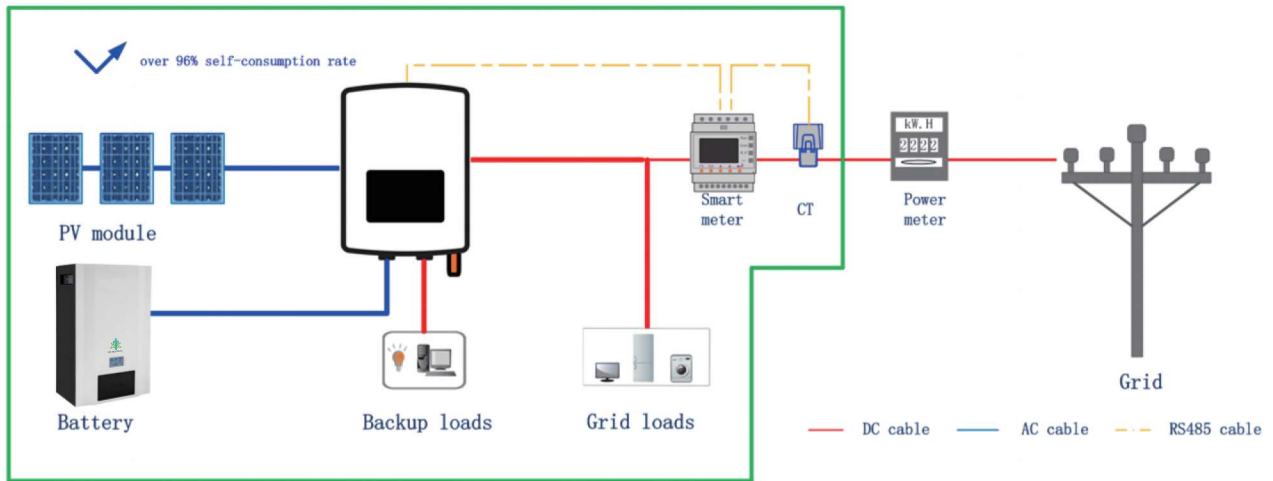 over 96% self-consumption rate
kW.H
2222
PV module
Smart
meter
CT
Power
meter
Battery
Backup loads
Grid loads
Grid
DC cable
AC cable
RS485 cable